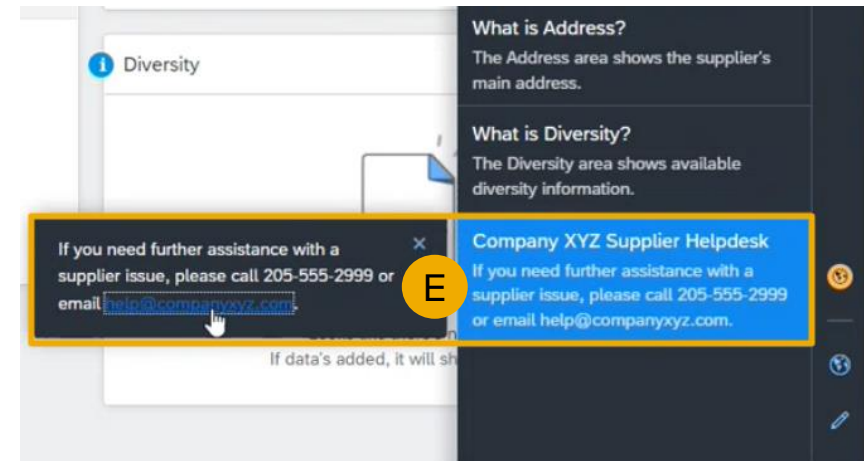 Diversity
What is Address?
The Address area shows the supplier's
main address.
What is Diversity?
The Diversity area shows available
diversity information.
If you need further assistance with a
supplier issue, please call 205-555-2999 or
email help@companyxyz.com.
E
Company XYZ Supplier Helpdesk
If you need further assistance with a
supplier issue, please call 205-555-2999
or email help@companyxyz.com.
If data's added, it will sh